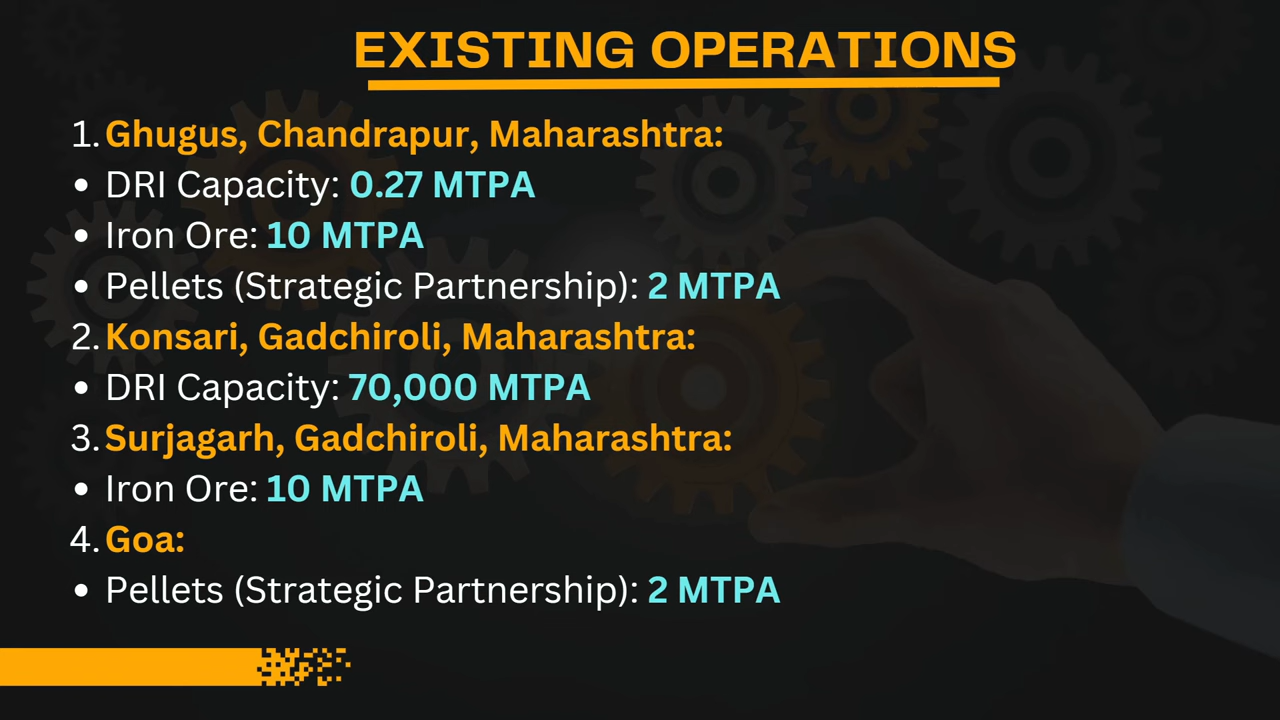 EXISTING OPERATIONS
1. Ghugus, Chandrapur, Maharashtra:
• DRI Capacity: 0.27 MTPA
• Iron Ore: 10 MTPA
• Pellets (Strategic Partnership): 2 MTPA
2. Konsari, Gadchiroli, Maharashtra:
• DRI Capacity: 70,000 MTPA
3. Surjagarh, Gadchiroli, Maharashtra:
• Iron Ore: 10 MTPA
4. Goa:
• Pellets (Strategic Partnership): 2 MTPA